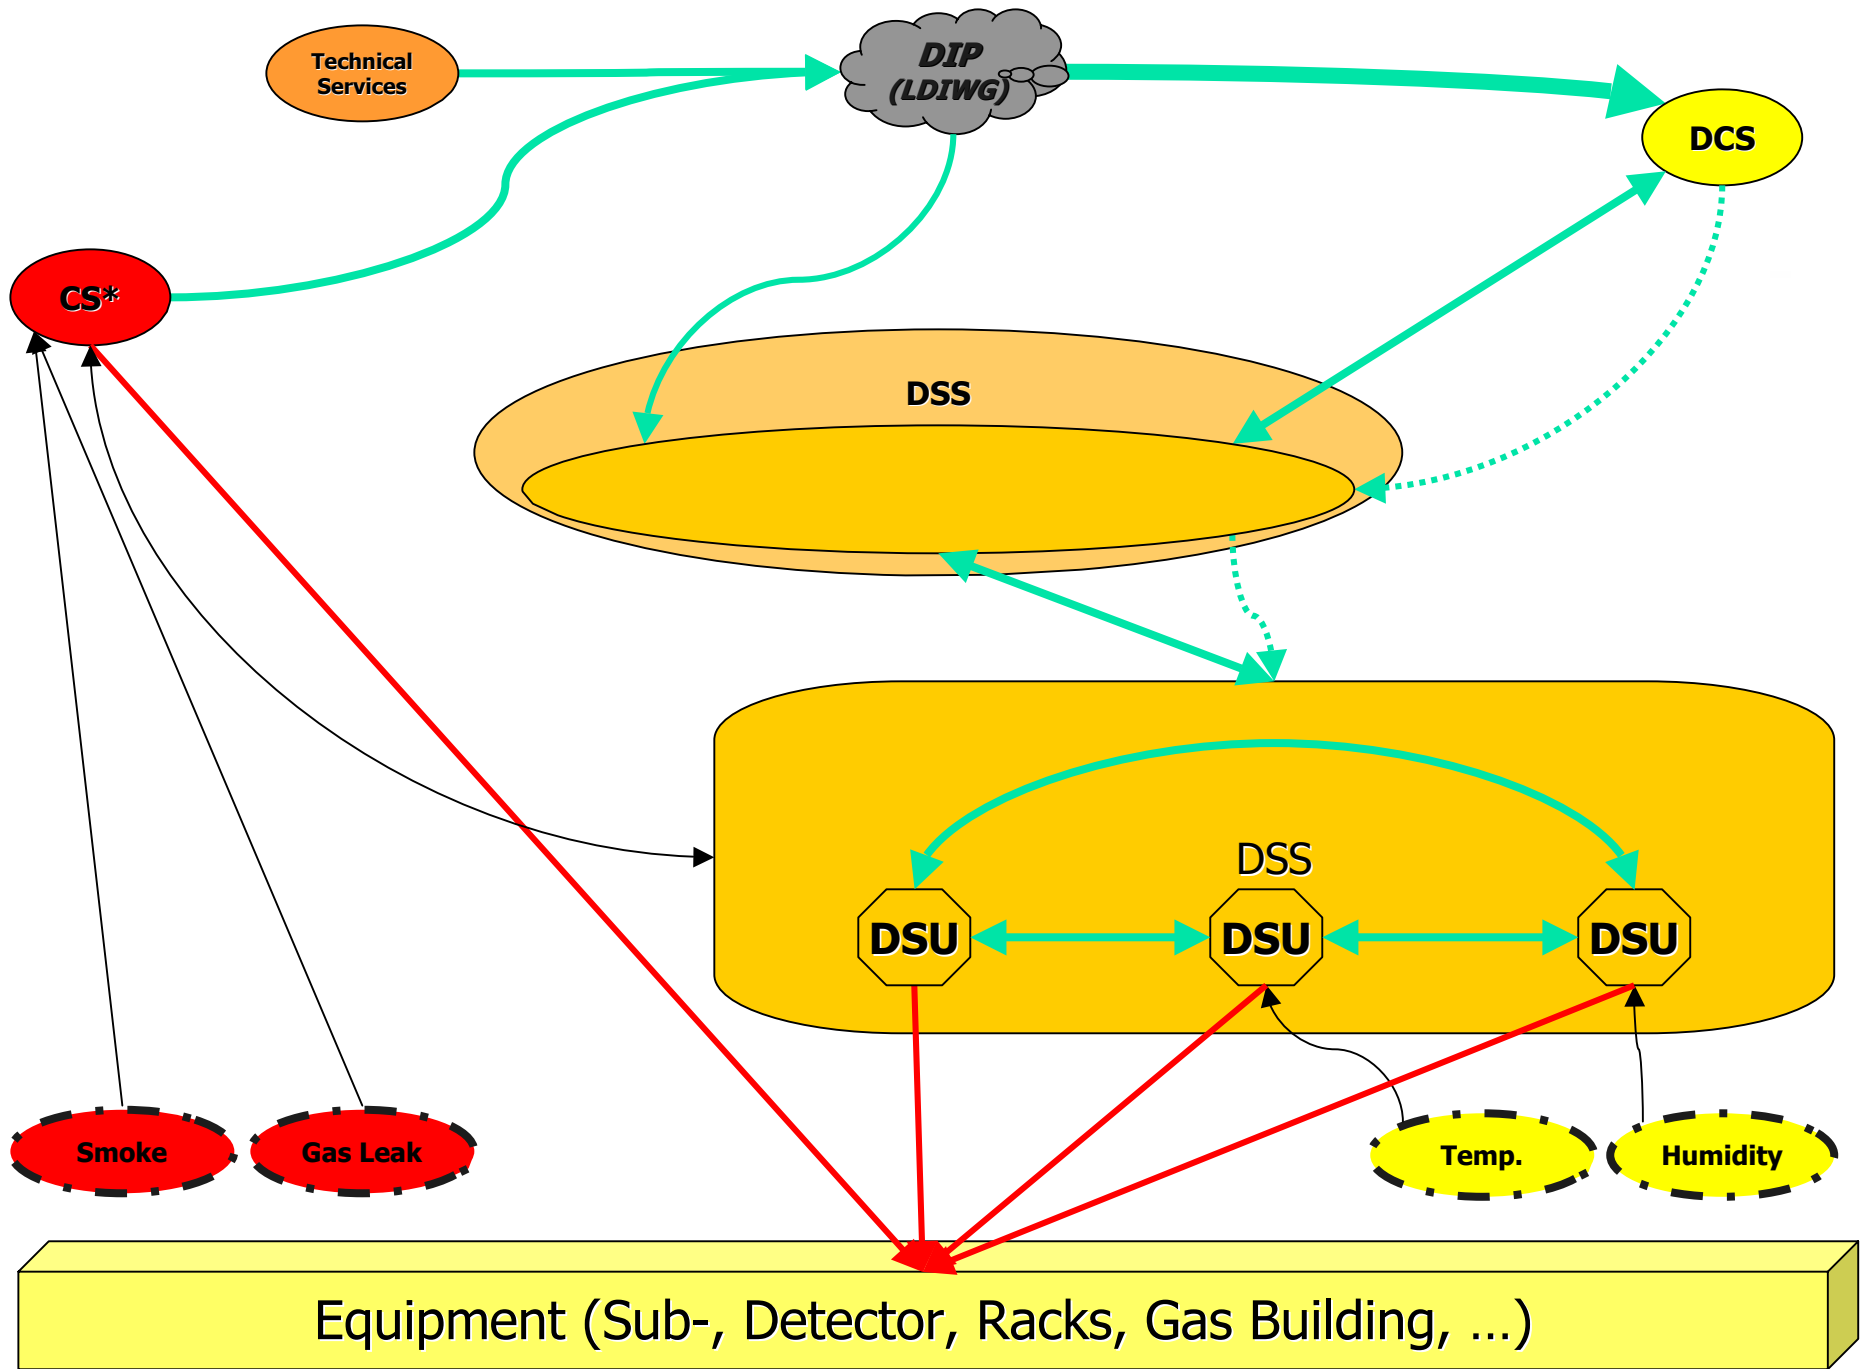 Technical
Services
DIP
(LDIWG)
DCS
CS*
DSS
DSS
DSU
DSU
DSU
Smoke
Gas Leak
Temp.
Humidity
Equipment (Sub-, Detector, Racks, Gas Building, …)